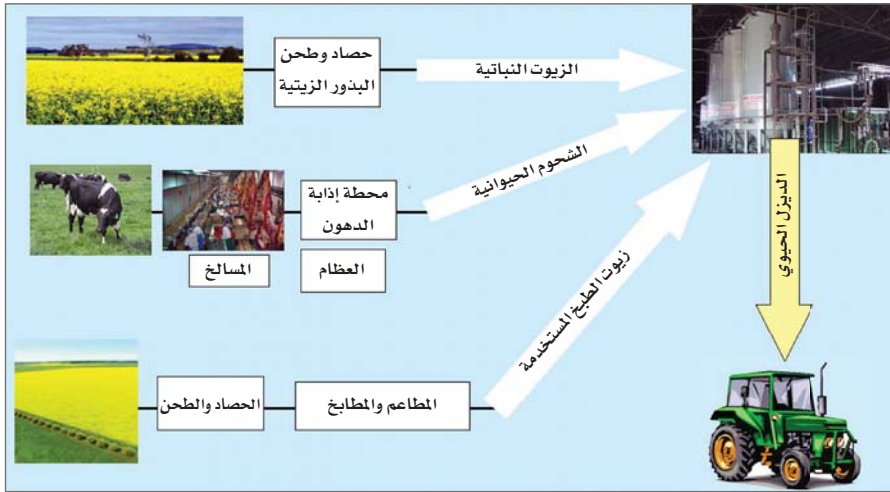 حصاد وطحن
البذور الزيتية
الزيوت النباتية
محطة إذابة
الدهون
الشحوم الحيوانية
المسالخ
العظام
زيوت الطبخ المستخدمة
الديزل الحيوي
الحصاد والطحن
المطاعم والمطابخ